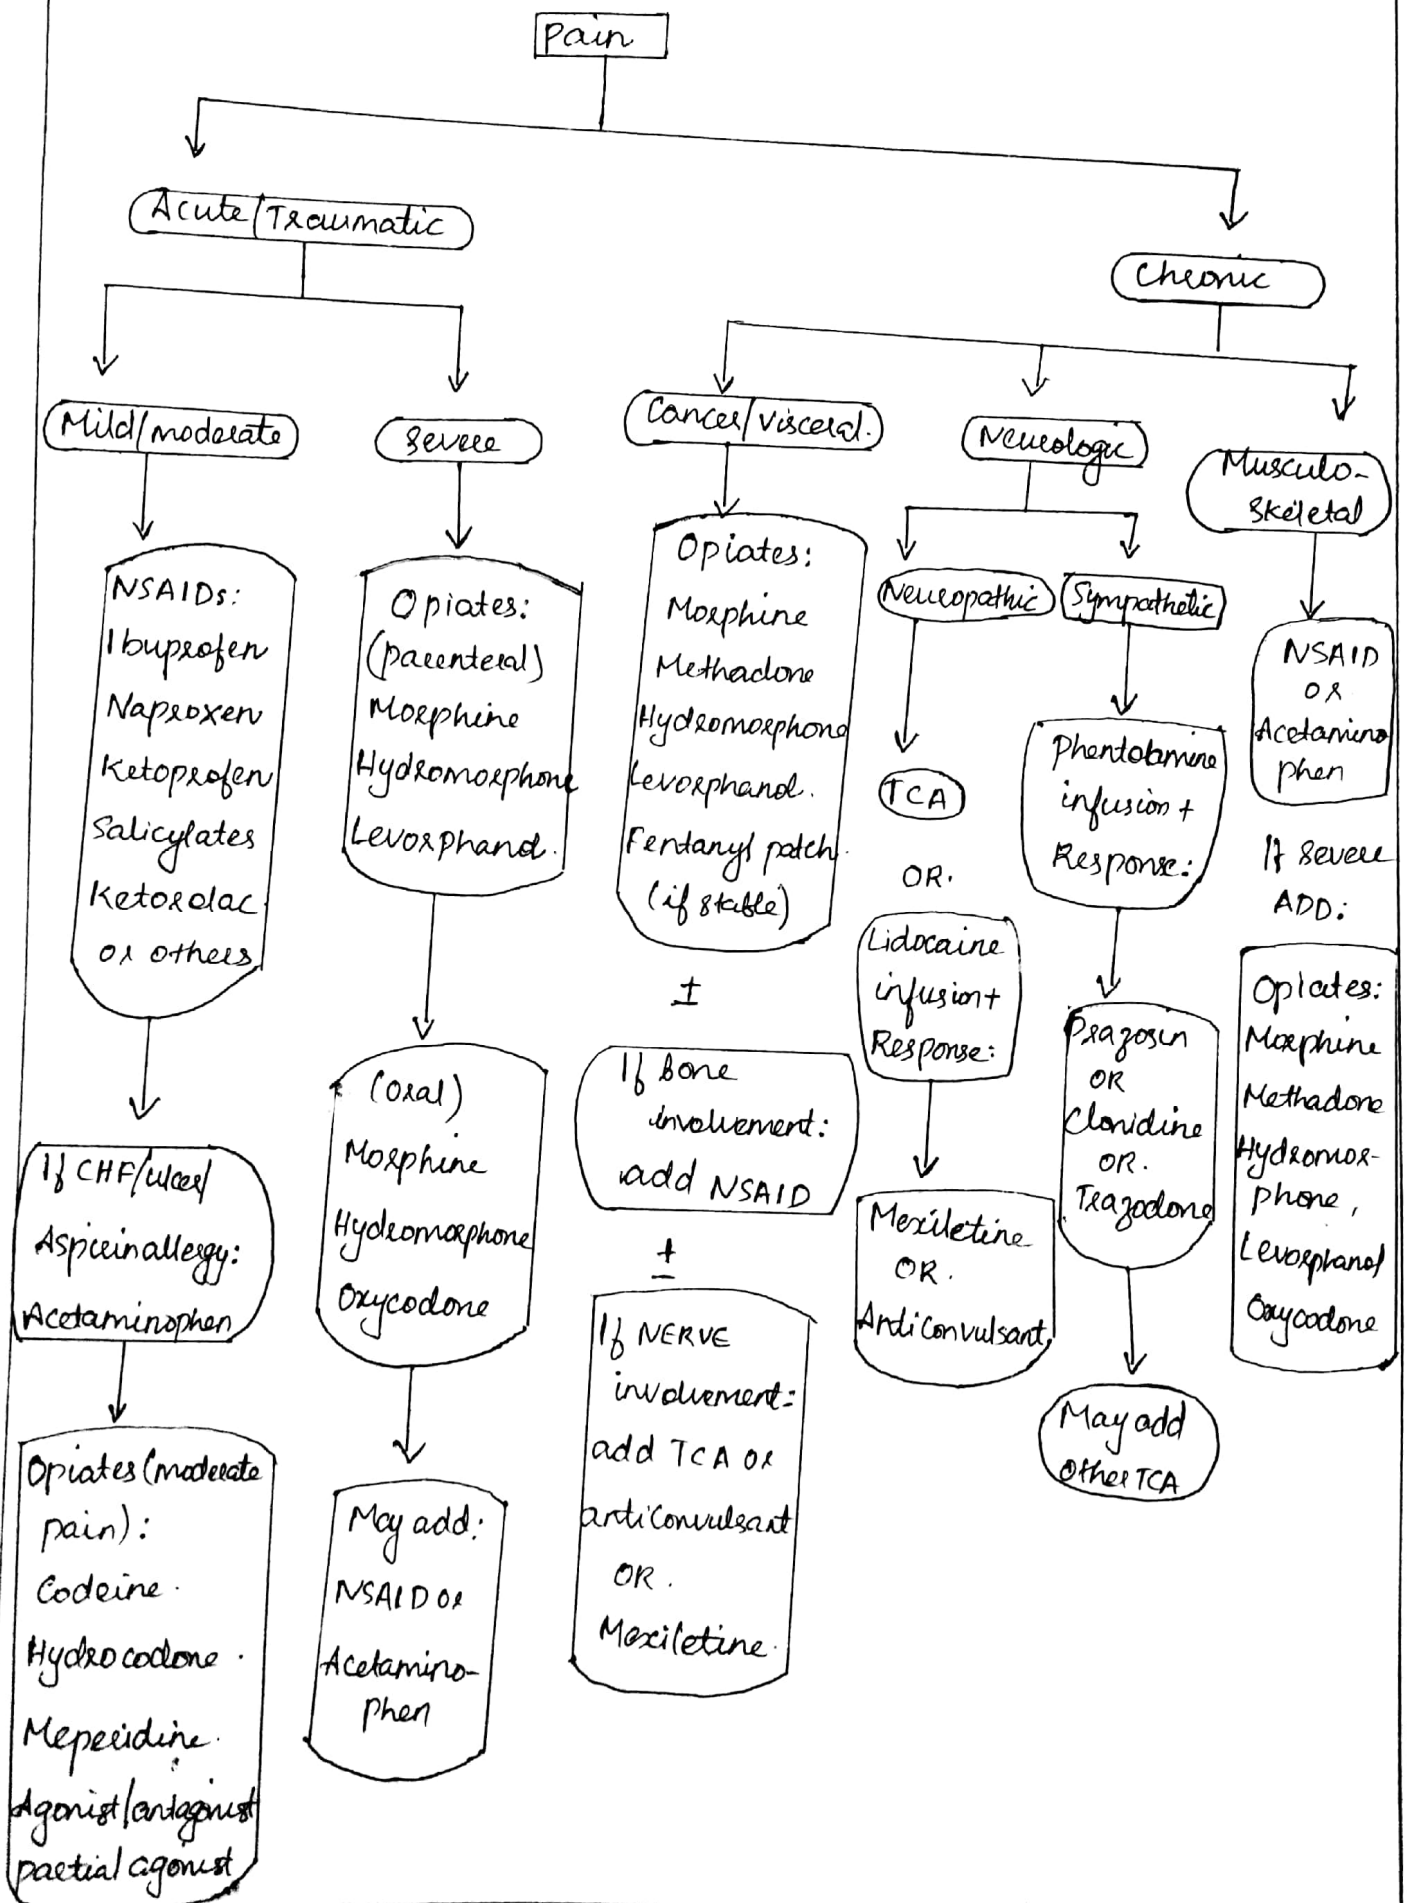 Pain
Acute/Traumatic
Chronic
Mild/moderate
Severe
Cancer/visceral.
Neurologic
Musculo-
Skeletal
NSAIDs:
Ibuprofen
Naproxen
Ketoprofen
Salicylates
Ketorolac
or others
If CHF/ulcer/
Aspirin allergy:
Acetaminophen
Opiates (moderate
pain):
Codeine.
Hydrocodone.
Meperidine.
Agonist/antagonist
partial agonist
Opiates:
(parenteral)
Morphine
Hydromorphone
Levorphanol.
(oral)
Morphine
Hydromorphone
Oxycodone
May add:
NSAID or
Acetamino-
phen
Opiates:
Morphine
Methadone
Hydromorphone
Levorphanol.
Fentanyl patch.
(if stable)
±
If Bone
involvement:
add NSAID
±
If NERVE
involvement:
add TCA or
anticonvulsant
OR.
Mexiletine.
Neuropathic
TCA
OR.
Lidocaine
infusion +
Response:
Mexiletine
OR.
Anticonvulsant
Sympathetic
Phentolamine
infusion +
Response:
Prazosin
OR
Clonidine
OR.
Trazodone
May add
other TCA
NSAID
or
Acetamino
phen
If severe
ADD:
Opiates:
Morphine
Methadone
Hydromor-
phone,
Levorphanol
Oxycodone